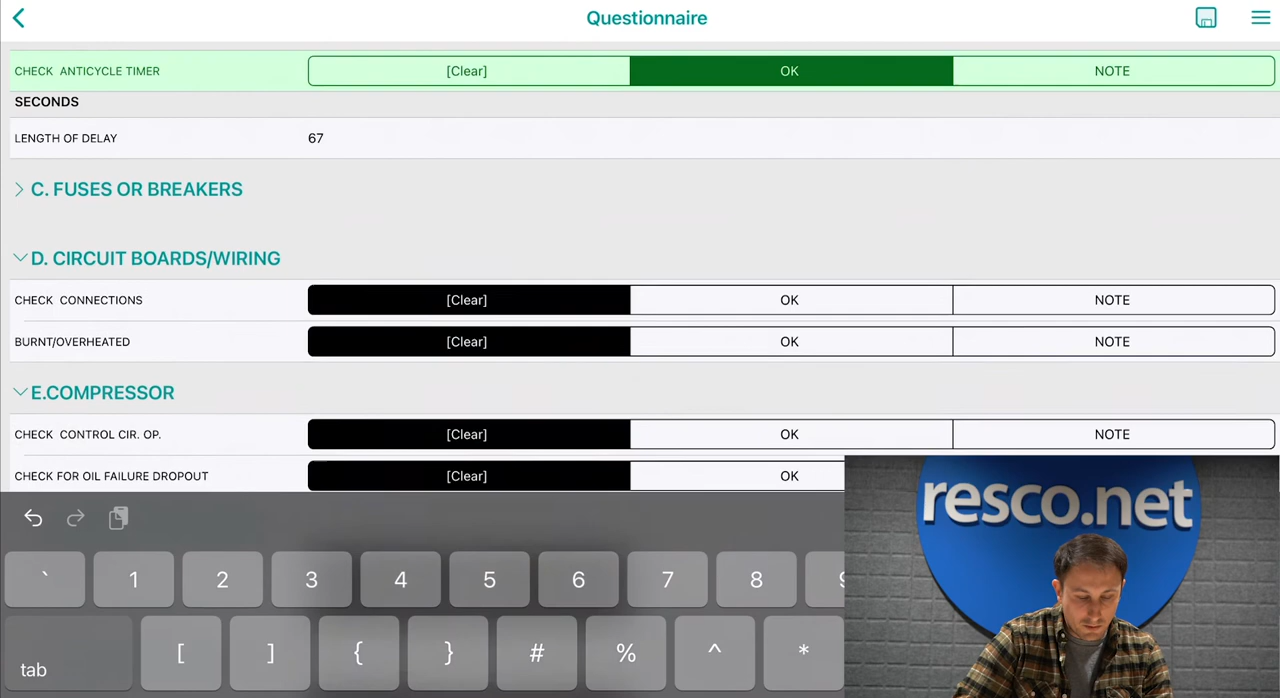 Questionnaire
CHECK ANTICYCLE TIMER [Clear] OK NOTE
SECONDS
LENGTH OF DELAY 67
C. FUSES OR BREAKERS
D. CIRCUIT BOARDS/WIRING
CHECK CONNECTIONS [Clear] OK NOTE
BURNT/OVERHEATED [Clear] OK NOTE
E.COMPRESSOR
CHECK CONTROL CIR. OP. [Clear] OK NOTE
CHECK FOR OIL FAILURE DROPOUT [Clear] OK
resco.net
` 1 2 3 4 5 6 7 8
tab [ ] { } # % ^ *